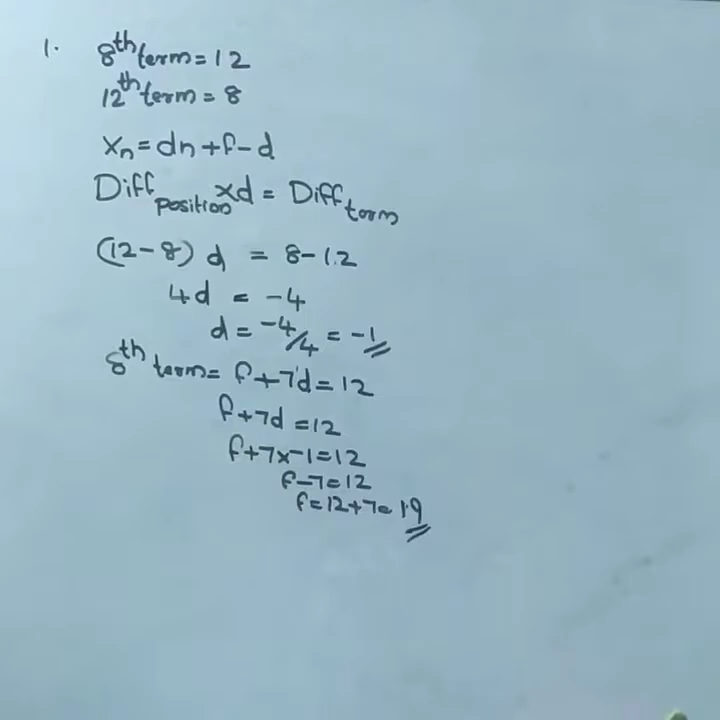 1. 8th term = 12
12th term = 8
Xn = dn + f - d
Diff position x d = Diff term
(12 - 8) d = 8 - 12
4d = -4
d = -4/4 = -1
8th term = f + 7d = 12
f + 7d = 12
f + 7x - 1 = 12
f - 7 = 12
f = 12 + 7 = 19